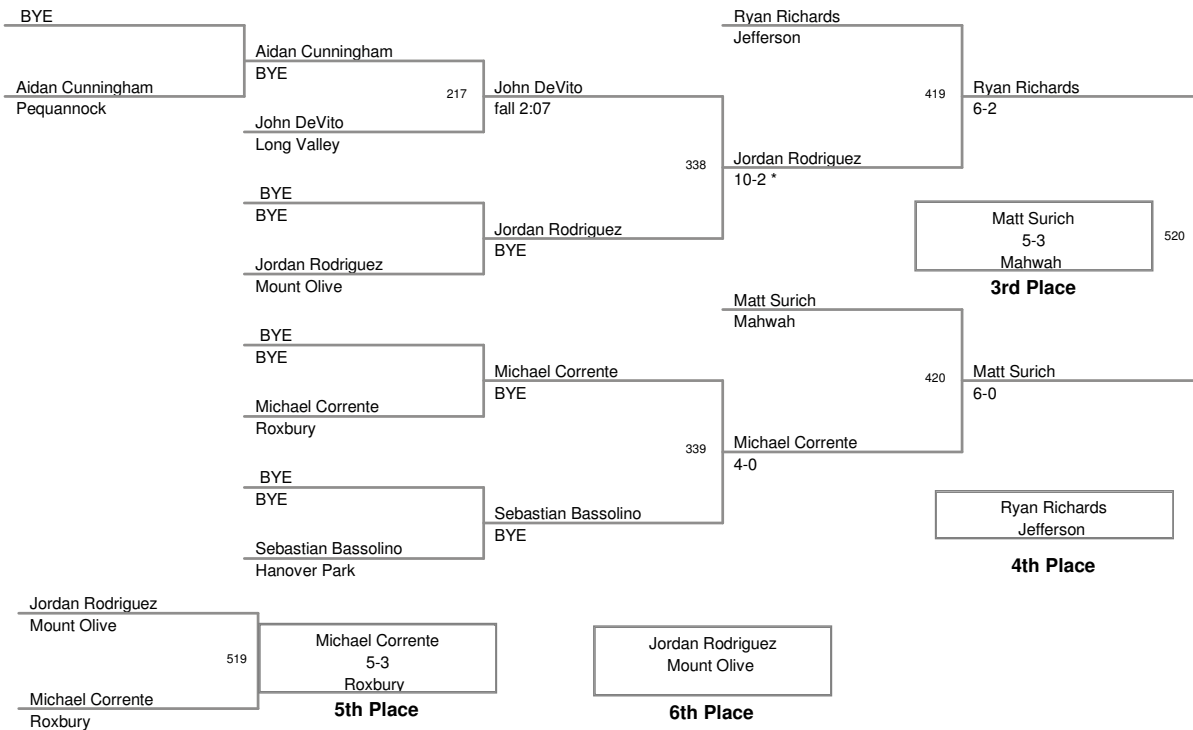 BYE
Aidan Cunningham
Pequannock
Aidan Cunningham
BYE
217
John DeVito
Long Valley
John DeVito
fall 2:07
BYE
BYE
Jordan Rodriguez
Mount Olive
Jordan Rodriguez
BYE
338
Jordan Rodriguez
10-2 *
Ryan Richards
Jefferson
419
Ryan Richards
6-2
Matt Surich
5-3
Mahwah
520
3rd Place
BYE
BYE
Michael Corrente
Roxbury
Michael Corrente
BYE
BYE
BYE
Sebastian Bassolino
Hanover Park
Sebastian Bassolino
BYE
339
Michael Corrente
4-0
Matt Surich
Mahwah
420
Matt Surich
6-0
Ryan Richards
Jefferson
4th Place
Jordan Rodriguez
Mount Olive
519
Michael Corrente
Roxbury
Michael Corrente
5-3
Roxbury
5th Place
Jordan Rodriguez
Mount Olive
6th Place